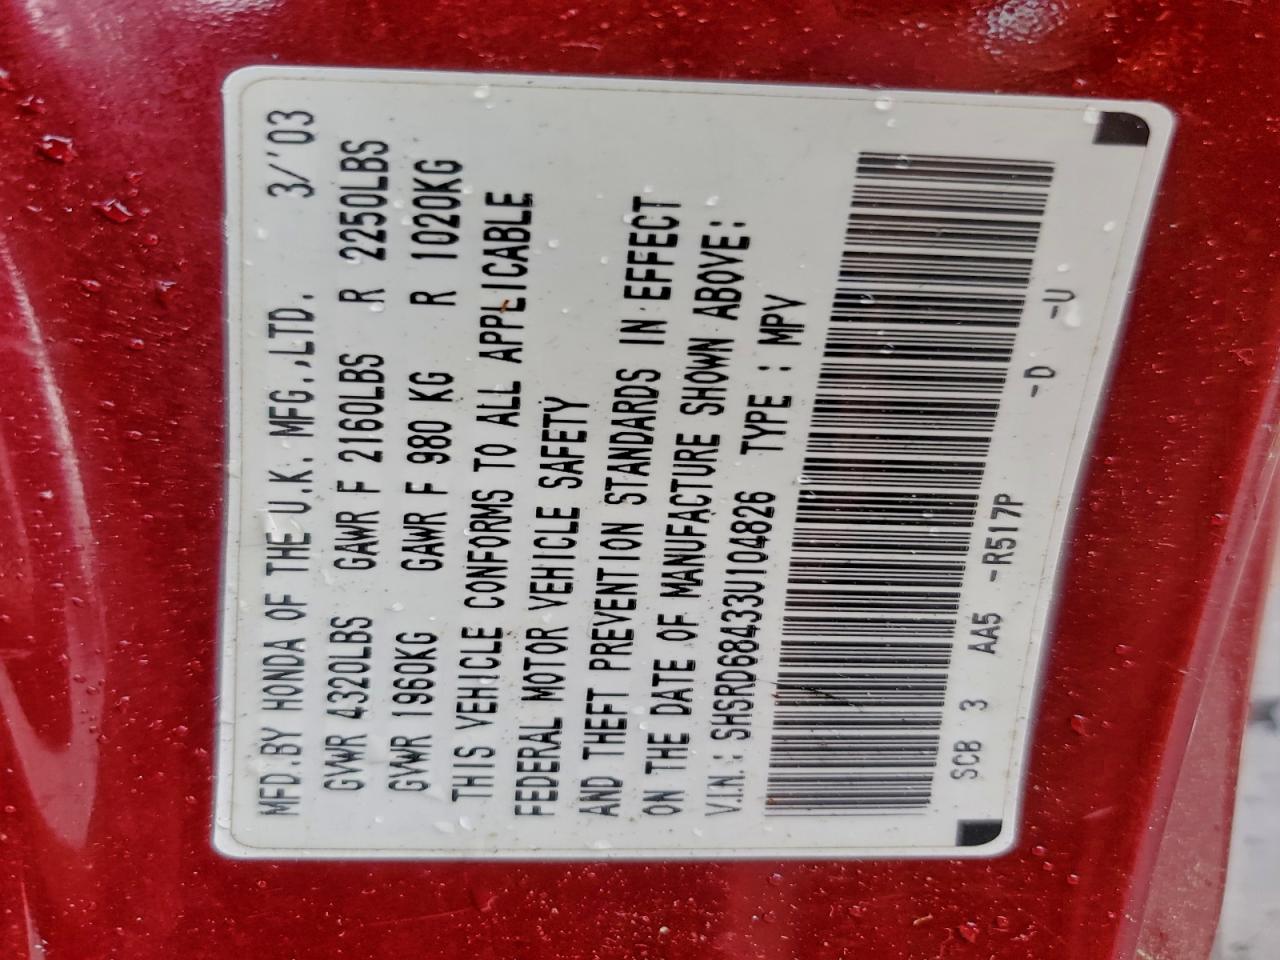 MFD.BY HONDA OF THE U.K. MFG.,LTD. 3/'03
GVWR 4320LBS GAWR F 2160LBS R 2250LBS
GVWR 1960KG GAWR F 980 KG R 1020KG
THIS VEHICLE CONFORMS TO ALL APPLICABLE
FEDERAL MOTOR VEHICLE SAFETY
AND THEFT PREVENTION STANDARDS IN EFFECT
ON THE DATE OF MANUFACTURE SHOWN ABOVE:
V.I.N.: SHSRD68433U104826 TYPE : MPV
SCB 3 AA5 -R517P -D -U